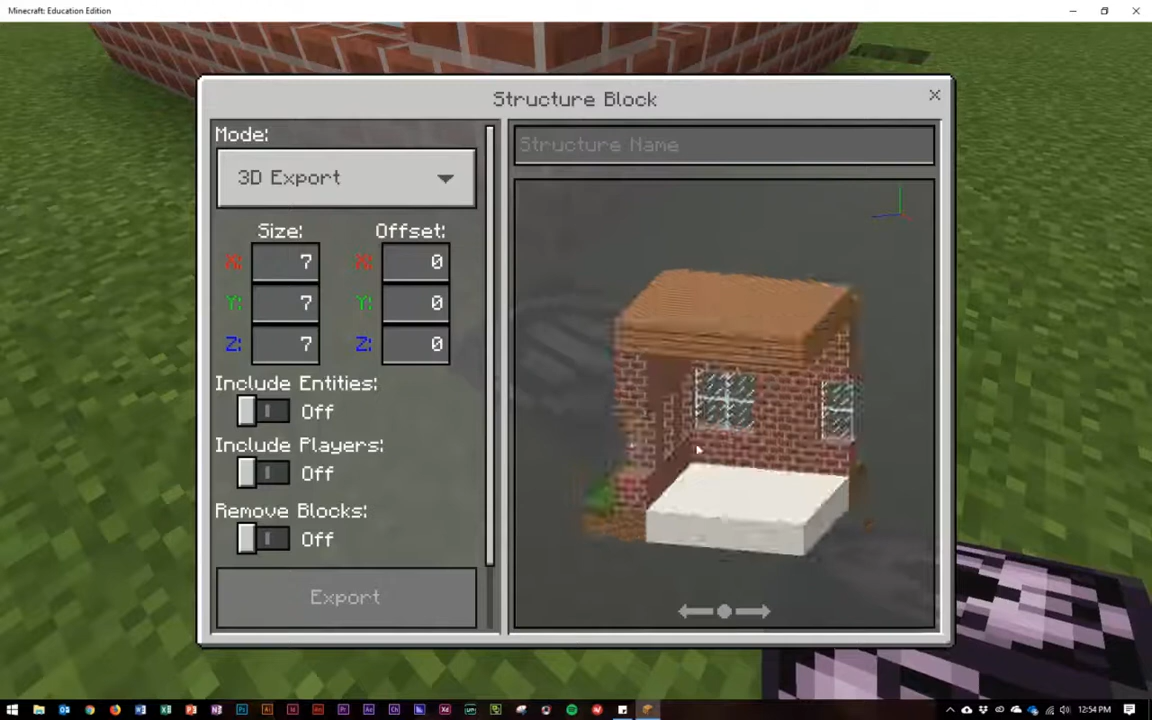 Minecraft: Education Edition
Structure Block
Mode:
3D Export
Size:
Offset:
X: 7
X: 0
Y: 7
Y: 0
Z: 7
Z: 0
Include Entities:
Off
Include Players:
Off
Remove Blocks:
Off
Export
Structure Name
12:54 PM